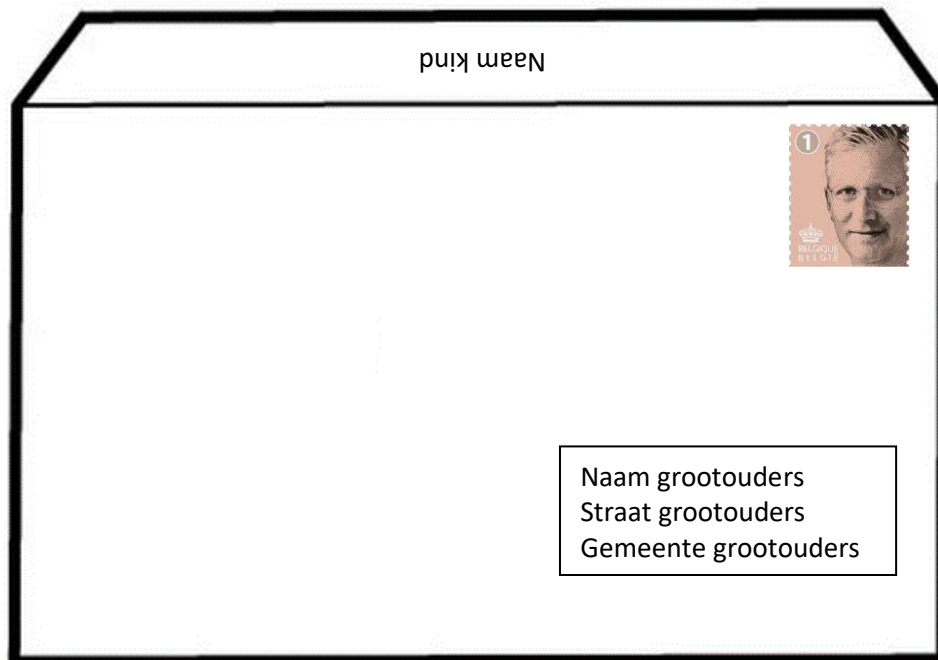 Naam kind
1
BELGIQUE
BELGIË
Naam grootouders
Straat grootouders
Gemeente grootouders